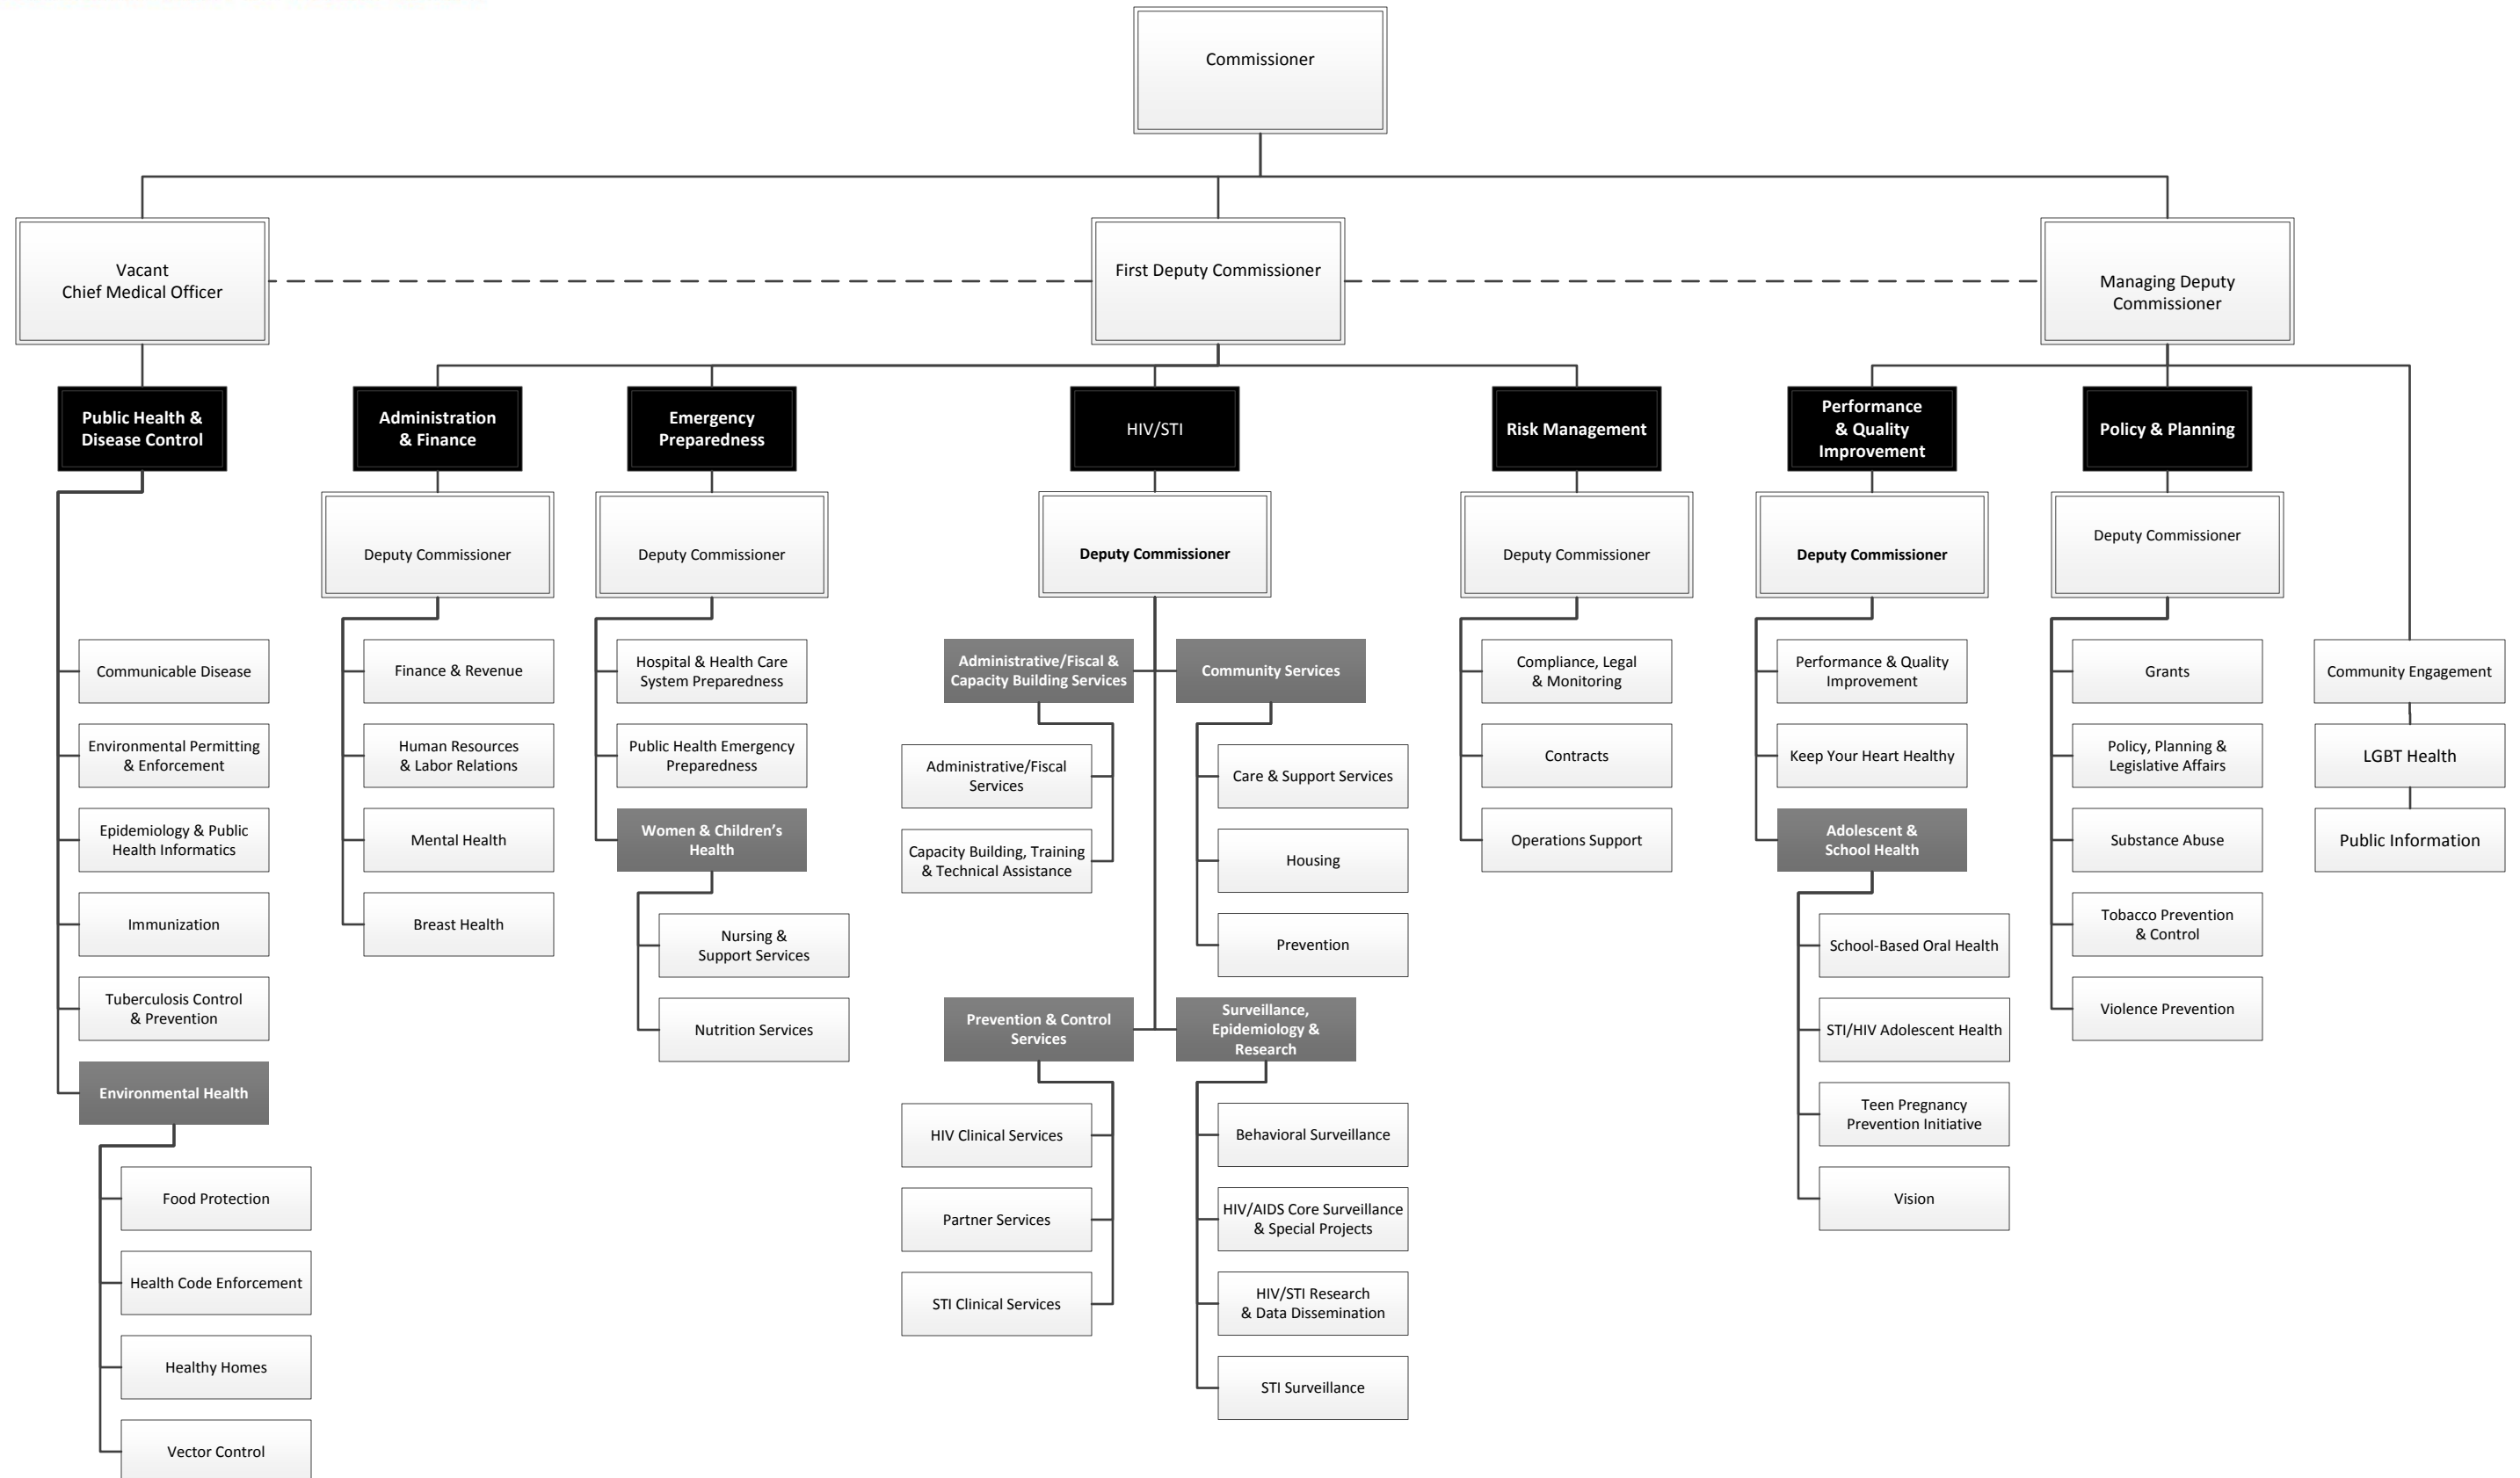 Commissioner
Vacant
Chief Medical Officer
First Deputy Commissioner
Managing Deputy
Commissioner
Public Health &
Disease Control
Administration
& Finance
Emergency
Preparedness
HIV/STI
Risk Management
Performance
& Quality
Improvement
Policy & Planning
Deputy Commissioner
Deputy Commissioner
Deputy Commissioner
Deputy Commissioner
Deputy Commissioner
Deputy Commissioner
Communicable Disease
Environmental Permitting
& Enforcement
Epidemiology & Public
Health Informatics
Immunization
Tuberculosis Control
& Prevention
Environmental Health
Food Protection
Health Code Enforcement
Healthy Homes
Vector Control
Finance & Revenue
Human Resources
& Labor Relations
Mental Health
Breast Health
Hospital & Health Care
System Preparedness
Public Health Emergency
Preparedness
Women & Children’s
Health
Nursing &
Support Services
Nutrition Services
Administrative/Fiscal &
Capacity Building Services
Administrative/Fiscal
Services
Capacity Building, Training
& Technical Assistance
Community Services
Care & Support Services
Housing
Prevention
Prevention & Control
Services
HIV Clinical Services
Partner Services
STI Clinical Services
Surveillance,
Epidemiology &
Research
Behavioral Surveillance
HIV/AIDS Core Surveillance
& Special Projects
HIV/STI Research
& Data Dissemination
STI Surveillance
Compliance, Legal
& Monitoring
Contracts
Operations Support
Performance & Quality
Improvement
Keep Your Heart Healthy
Adolescent &
School Health
School-Based Oral Health
STI/HIV Adolescent Health
Teen Pregnancy
Prevention Initiative
Vision
Grants
Policy, Planning &
Legislative Affairs
Substance Abuse
Tobacco Prevention
& Control
Violence Prevention
Community Engagement
LGBT Health
Public Information